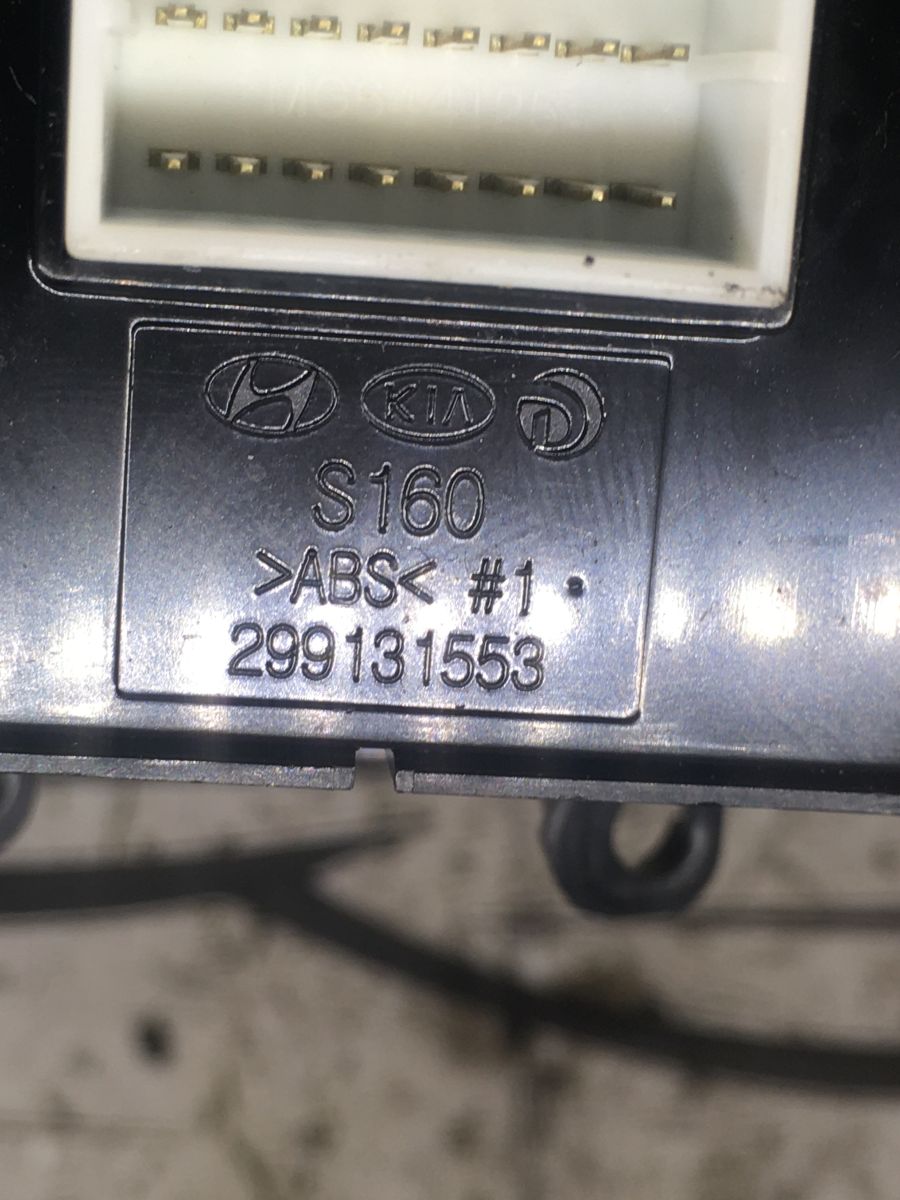 KIA D
S160
>ABS< #1
299131553